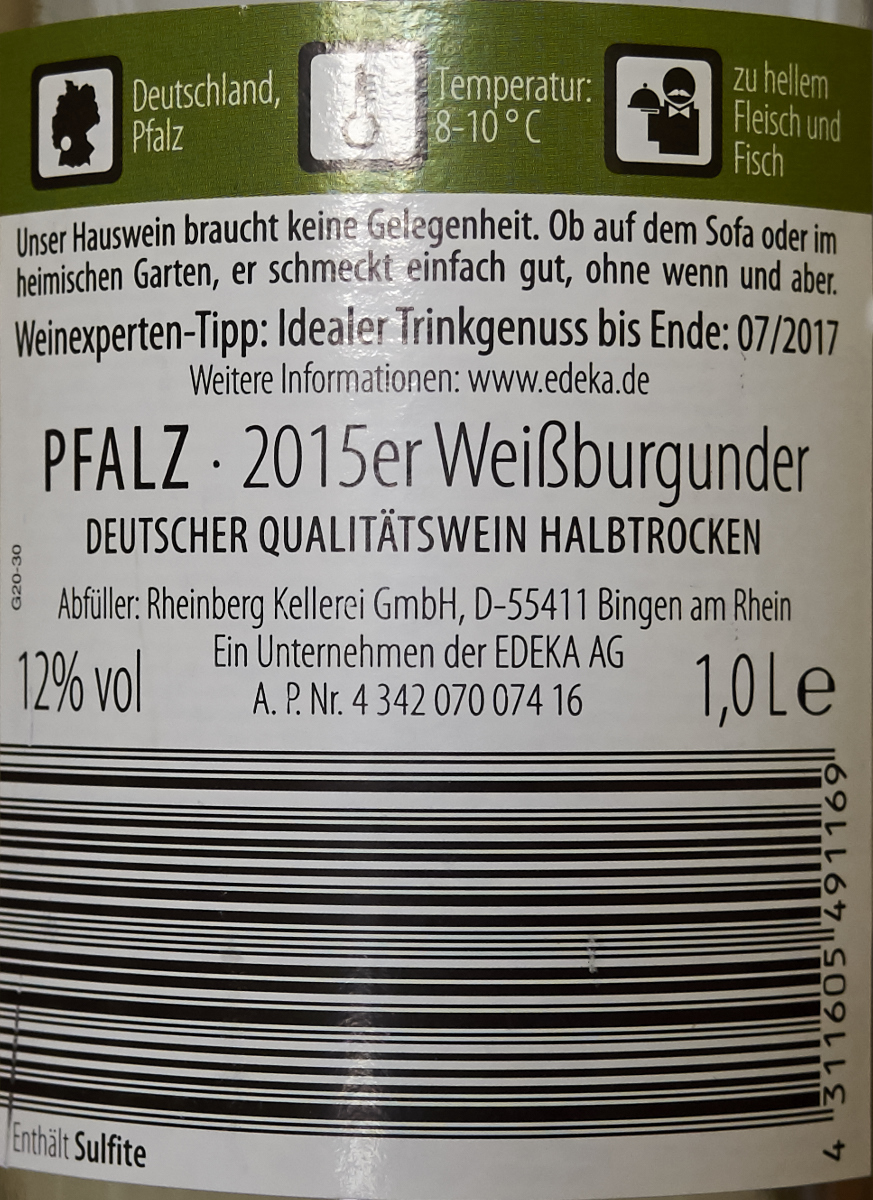 Deutschland,
Pfalz
Temperatur:
8-10°C
zu hellem
Fleisch und
Fisch
Unser Hauswein braucht keine Gelegenheit. Ob auf dem Sofa oder im
heimischen Garten, er schmeckt einfach gut, ohne wenn und aber.
Weinexperten-Tipp: Idealer Trinkgenuss bis Ende: 07/2017
Weitere Informationen: www.edeka.de
PFALZ · 2015er Weißburgunder
DEUTSCHER QUALITÄTSWEIN HALBTROCKEN
G20-30
Abfüller: Rheinberg Kellerei GmbH, D-55411 Bingen am Rhein
Ein Unternehmen der EDEKA AG
12% vol
A. P. Nr. 4 342 070 074 16
1,0 L e
4 311605 491169
Enthält Sulfite